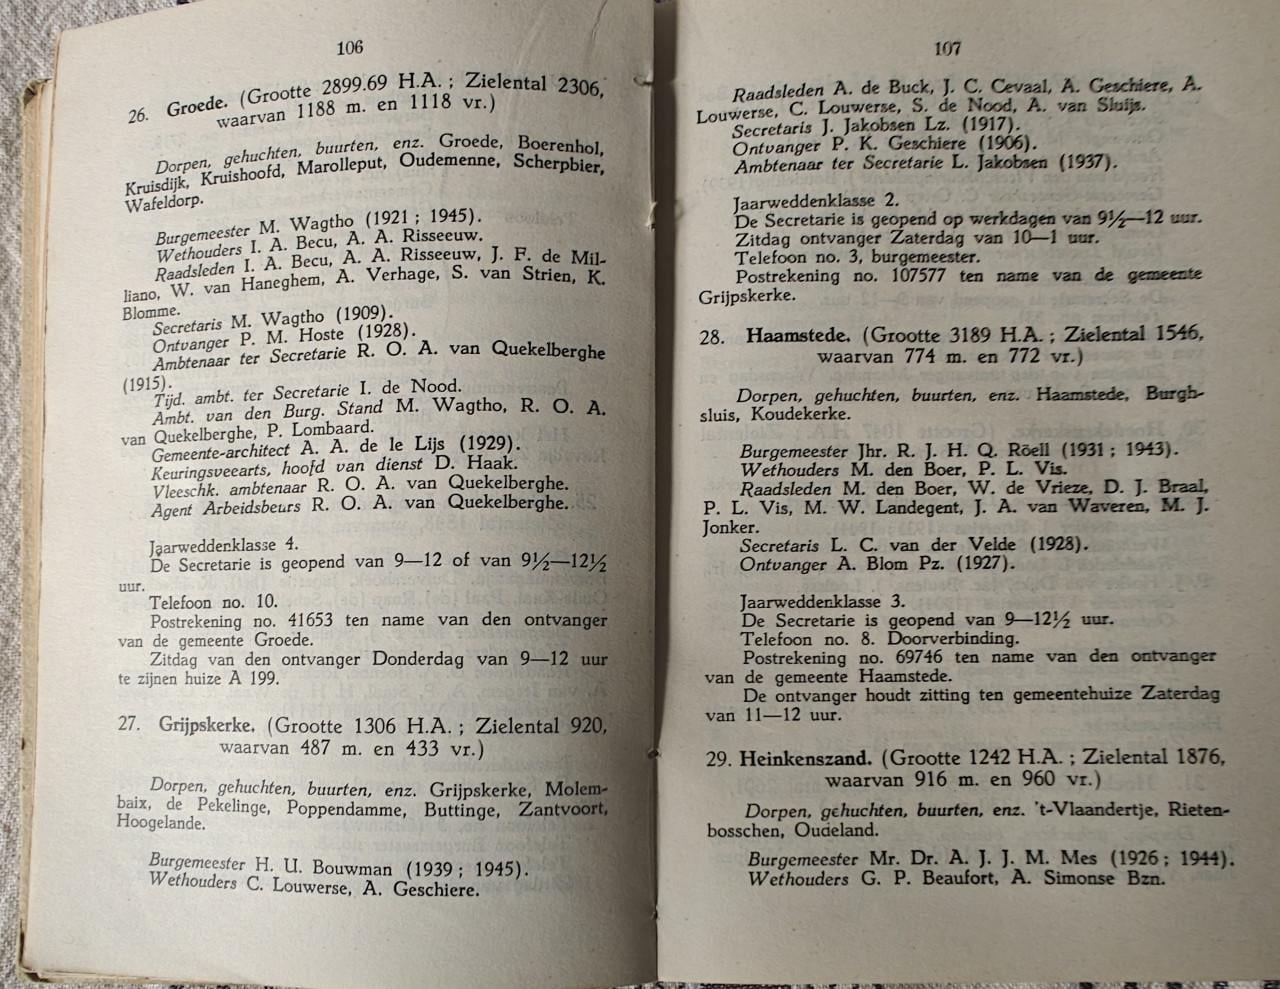 106
26. Groede. (Grootte 2899.69 H.A. ; Zielental 2306,
waarvan 1188 m. en 1118 vr.)
Dorpen, gehuchten, buurten, enz. Groede, Boerenhol,
Kruisdijk, Kruishoofd, Marolleput, Oudemenne, Scherpbier,
Wafeldorp.
Burgemeester M. Wagtho (1921 ; 1945).
Wethouders I. A. Becu, A. A. Risseeuw.
Raadsleden I. A. Becu, A. A. Risseeuw, J. F. de Mil-
liano, W. van Haneghem, A. Verhage, S. van Strien, K.
Blomme.
Secretaris M. Wagtho (1909).
Ontvanger P. M. Hoste (1928).
Ambtenaar ter Secretarie R. O. A. van Quekelberghe
(1915).
Tijd. ambt. ter Secretarie I. de Nood.
Ambt. van den Burg. Stand M. Wagtho, R. O. A.
van Quekelberghe, P. Lombaard.
Gemeente-architect A. A. de le Lijs (1929).
Keuringsveearts, hoofd van dienst D. Haak.
Vleeschk. ambtenaar R. O. A. van Quekelberghe.
Agent Arbeidsbeurs R. O. A. van Quekelberghe.
Jaarweddenklasse 4.
De Secretarie is geopend van 9—12 of van 9½—12½
uur.
Telefoon no. 10.
Postrekening no. 41653 ten name van den ontvanger
van de gemeente Groede.
Zitdag van den ontvanger Donderdag van 9—12 uur
te zijnen huize A 199.
27. Grijpskerke. (Grootte 1306 H.A. ; Zielental 920,
waarvan 487 m. en 433 vr.)
Dorpen, gehuchten, buurten, enz. Grijpskerke, Molem-
baix, de Pekelinge, Poppendamme, Buttinge, Zantvoort,
Hoogelande.
Burgemeester H. U. Bouwman (1939 ; 1945).
Wethouders C. Louwerse, A. Geschiere.
107
Raadsleden A. de Buck, J. C. Cevaal, A. Geschiere, A.
Louwerse, C. Louwerse, S. de Nood, A. van Sluijs.
Secretaris J. Jakobsen Lz. (1917).
Ontvanger P. K. Geschiere (1906).
Ambtenaar ter Secretarie L. Jakobsen (1937).
Jaarweddenklasse 2.
De Secretarie is geopend op werkdagen van 9½—12 uur.
Zitdag ontvanger Zaterdag van 10—1 uur.
Telefoon no. 3, burgemeester.
Postrekening no. 107577 ten name van de gemeente
Grijpskerke.
28. Haamstede. (Grootte 3189 H.A. ; Zielental 1546,
waarvan 774 m. en 772 vr.)
Dorpen, gehuchten, buurten, enz. Haamstede, Burgh-
sluis, Koudekerke.
Burgemeester Jhr. R. J. H. Q. Röell (1931 ; 1943).
Wethouders M. den Boer, P. L. Vis.
Raadsleden M. den Boer, W. de Vrieze, D. J. Braal,
P. L. Vis, M. W. Landegent, J. A. van Waveren, M. J.
Jonker.
Secretaris L. C. van der Velde (1928).
Ontvanger A. Blom Pz. (1927).
Jaarweddenklasse 3.
De Secretarie is geopend van 9—12½ uur.
Telefoon no. 8. Doorverbinding.
Postrekening no. 69746 ten name van den ontvanger
van de gemeente Haamstede.
De ontvanger houdt zitting ten gemeentehuize Zaterdag
van 11—12 uur.
29. Heinkenszand. (Grootte 1242 H.A. ; Zielental 1876,
waarvan 916 m. en 960 vr.)
Dorpen, gehuchten, buurten, enz. 't-Vlaandertje, Rieten-
bosschen, Oudeland.
Burgemeester Mr. Dr. A. J. J. M. Mes (1926 ; 1944).
Wethouders G. P. Beaufort, A. Simonse Bzn.